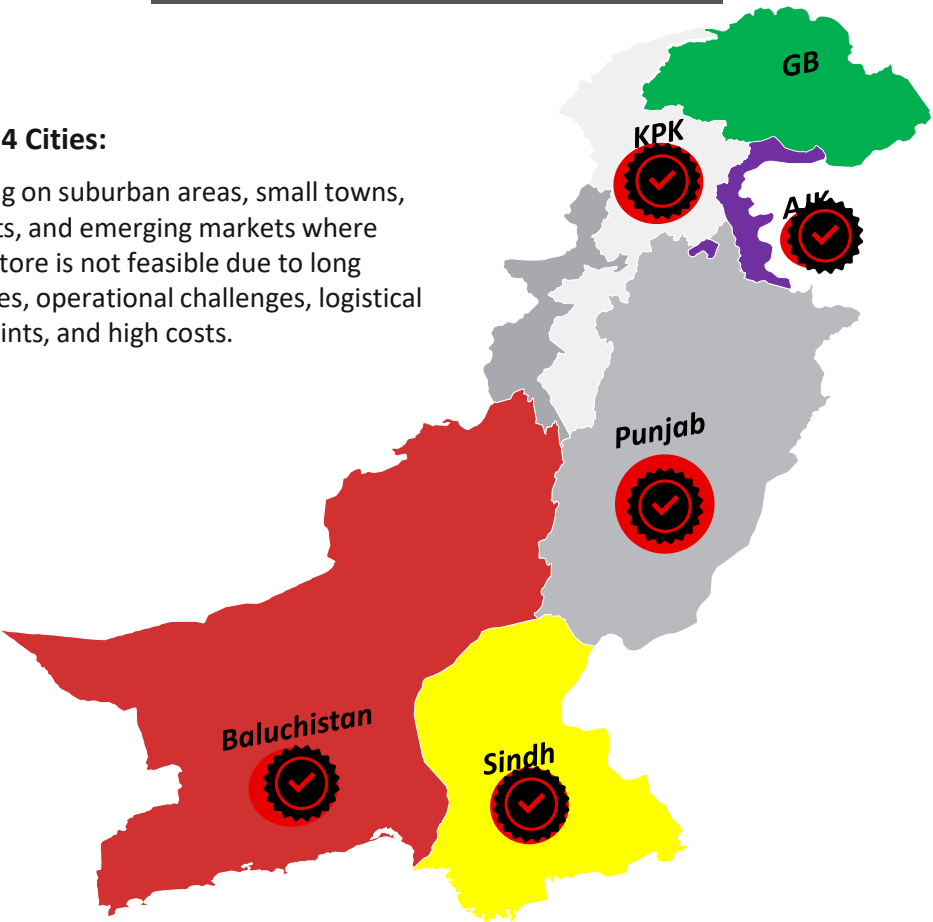 GB
4 Cities:
KPK
g on suburban areas, small towns,
ts, and emerging markets where
AJK
tore is not feasible due to long
es, operational challenges, logistical
ints, and high costs.
Punjab
Baluchistan
Sindh